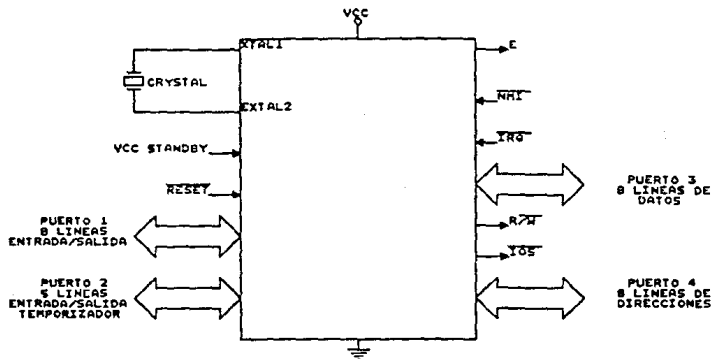 VCC
XTAL1
E
CRYSTAL
NMI
EXTAL2
IRQ
VCC STANDBY
RESET
PUERTO 3
8 LINEAS DE
DATOS
PUERTO 1
8 LINEAS
ENTRADA/SALIDA
R/W
IOS
PUERTO 2
5 LINEAS
ENTRADA/SALIDA
TEMPORIZADOR
PUERTO 4
8 LINEAS DE
DIRECCIONES